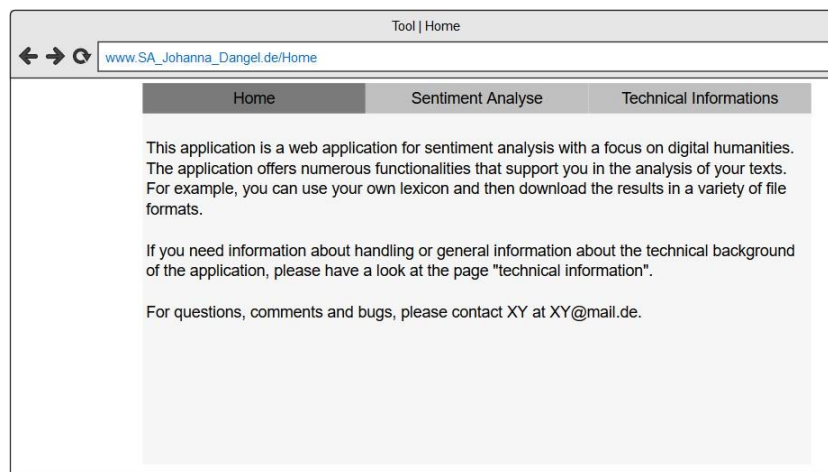 Tool | Home
www.SA_Johanna_Dangel.de/Home
Home Sentiment Analyse Technical Informations
This application is a web application for sentiment analysis with a focus on digital humanities.
The application offers numerous functionalities that support you in the analysis of your texts.
For example, you can use your own lexicon and then download the results in a variety of file
formats.
If you need information about handling or general information about the technical background
of the application, please have a look at the page "technical information".
For questions, comments and bugs, please contact XY at XY@mail.de.